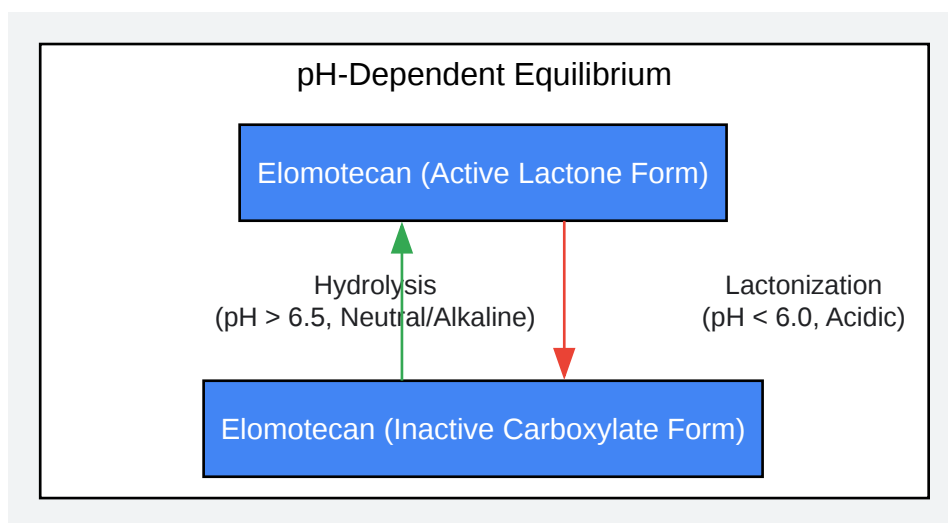 pH-Dependent Equilibrium
Elomotecan (Active Lactone Form)
Hydrolysis
(pH > 6.5, Neutral/Alkaline)
Lactonization
(pH < 6.0, Acidic)
Elomotecan (Inactive Carboxylate Form)